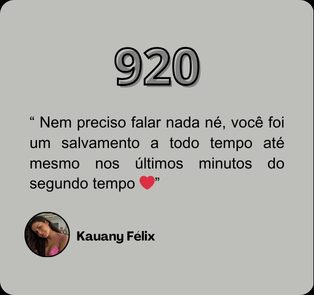 920
“ Nem preciso falar nada né, você foi
um salvamento a todo tempo até
mesmo nos últimos minutos do
segundo tempo ❤️”
Kauany Félix